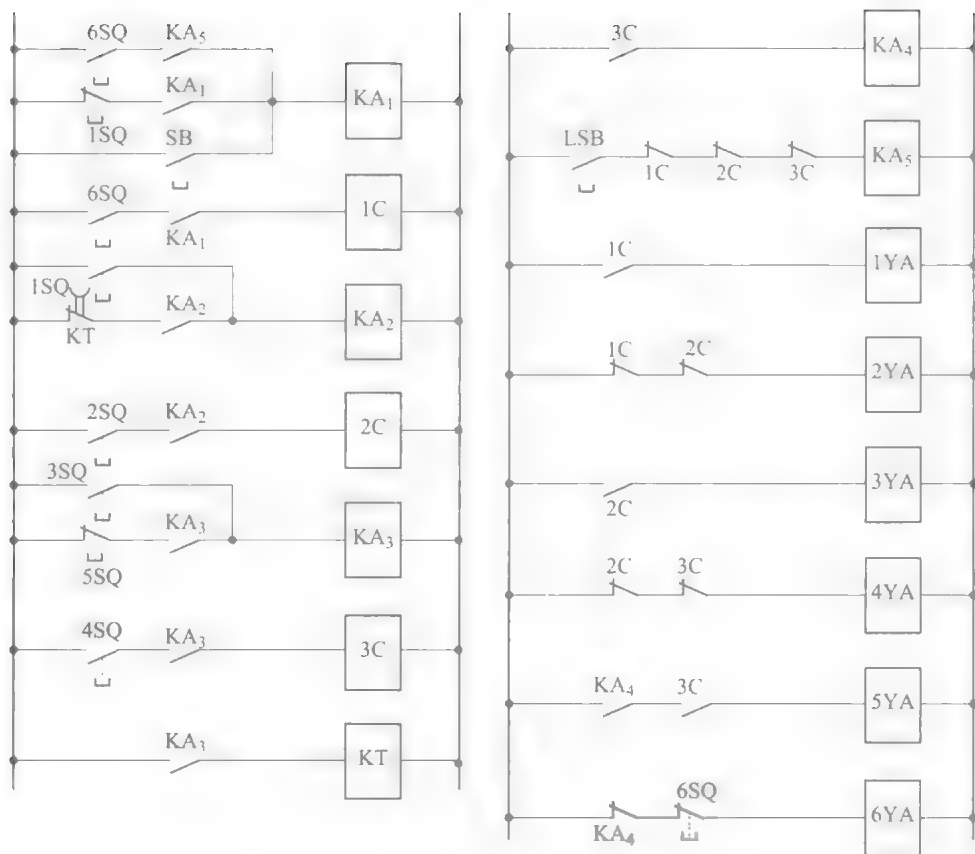 6SQ KA5
KA1 KA1
1SQ SB
6SQ 1C
KA1
1SQ KA2
KT KA2
2SQ KA2 2C
3SQ
KA3 KA3
5SQ
4SQ KA3 3C
KA3 KT
3C KA4
LSB KA5
1C 2C 3C
1C 1YA
1C 2C 2YA
3YA
2C
2C 3C 4YA
KA4 3C 5YA
6SQ
6YA
KA4